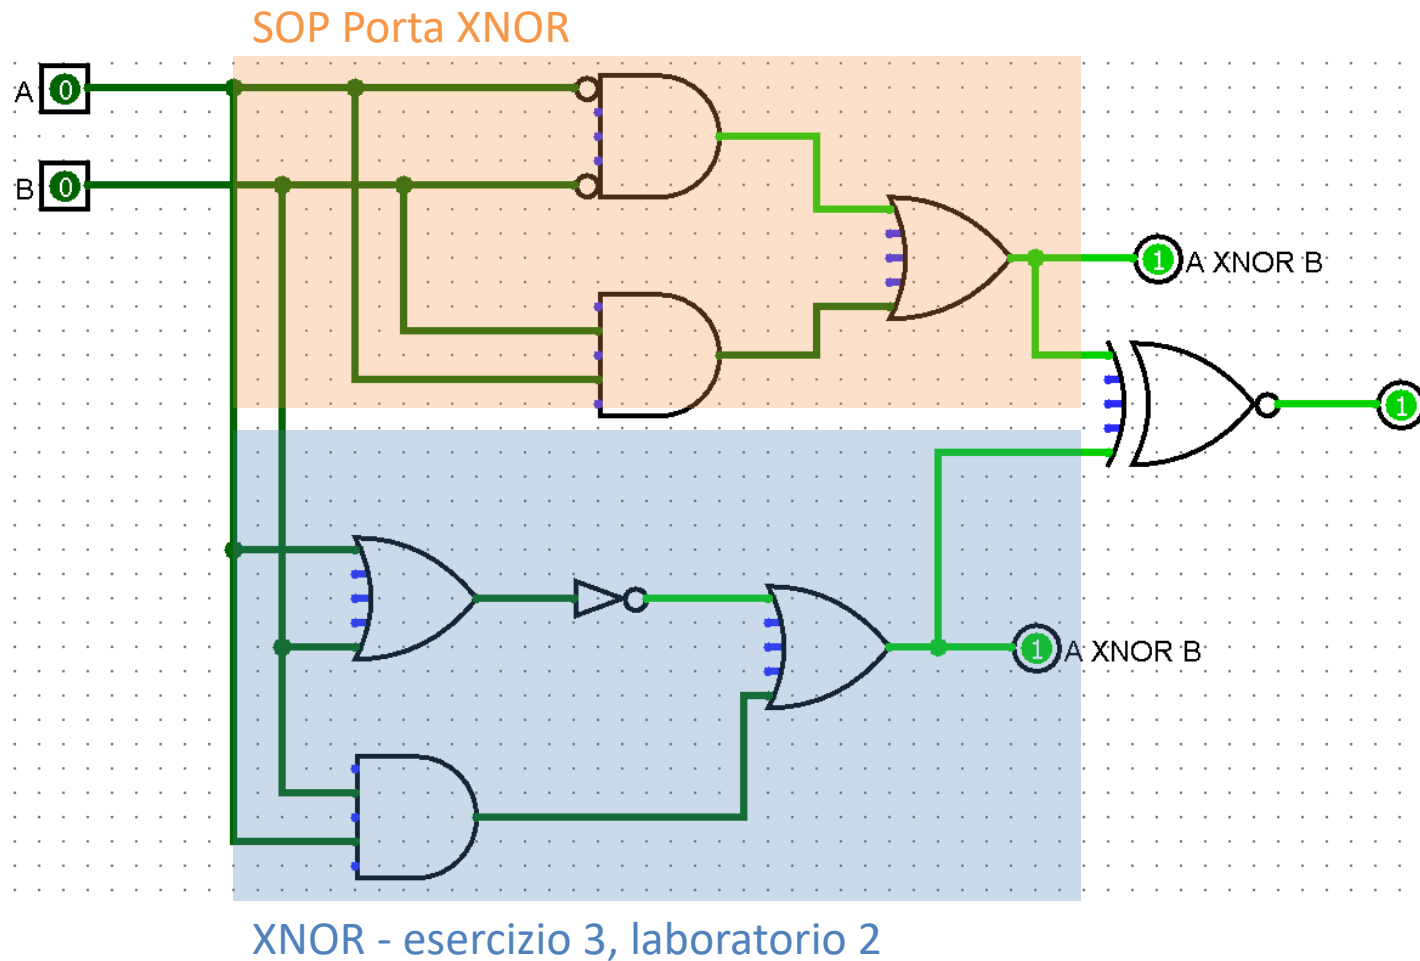 SOP Porta XNOR
A 0
B 0
1 A XNOR B
1
1 A XNOR B
XNOR - esercizio 3, laboratorio 2